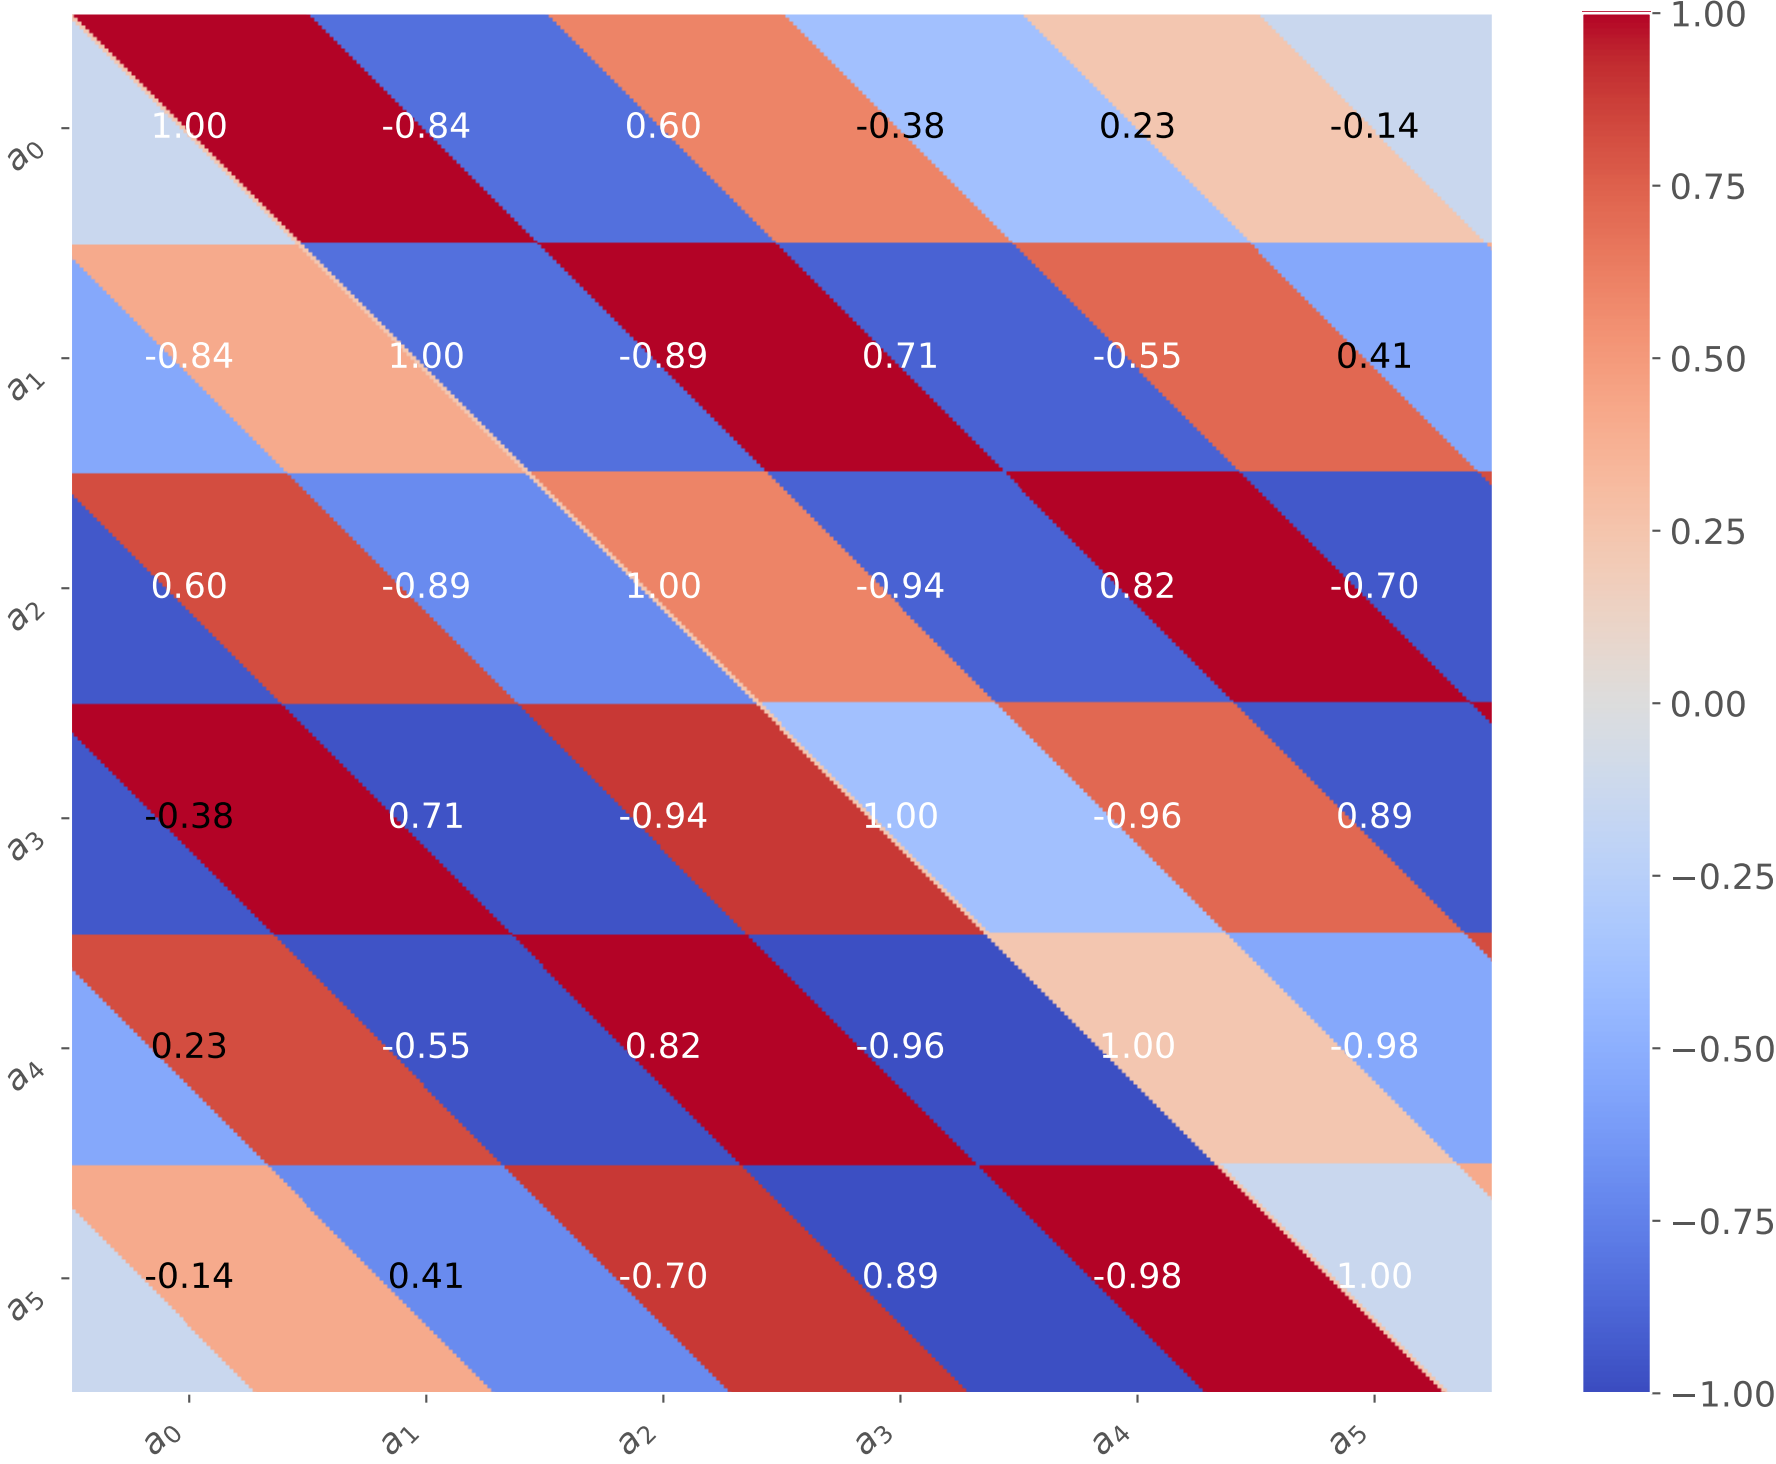 1.00
a0 1.00 -0.84 0.60 -0.38 0.23 -0.14
0.75
a1 -0.84 1.00 -0.89 0.71 -0.55 0.41
0.50
0.25
a2 0.60 -0.89 1.00 -0.94 0.82 -0.70
0.00
a3 -0.38 0.71 -0.94 1.00 -0.96 0.89
−0.25
a4 0.23 -0.55 0.82 -0.96 1.00 -0.98
−0.50
−0.75
a5 -0.14 0.41 -0.70 0.89 -0.98 1.00
−1.00
a0 a1 a2 a3 a4 a5